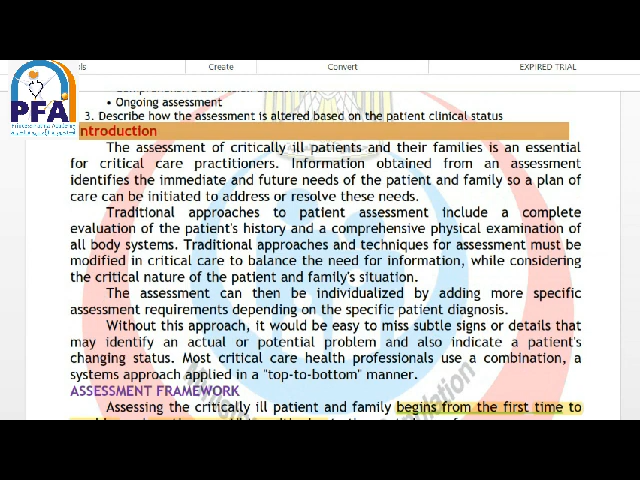 ols Create Convert EXPIRED TRIAL
PFA
• Ongoing assessment
3. Describe how the assessment is altered based on the patient clinical status
ntroduction
The assessment of critically ill patients and their families is an essential
for critical care practitioners. Information obtained from an assessment
identifies the immediate and future needs of the patient and family so a plan of
care can be initiated to address or resolve these needs.
Traditional approaches to patient assessment include a complete
evaluation of the patient's history and a comprehensive physical examination of
all body systems. Traditional approaches and techniques for assessment must be
modified in critical care to balance the need for information, while considering
the critical nature of the patient and family's situation.
The assessment can then be individualized by adding more specific
assessment requirements depending on the specific patient diagnosis.
Without this approach, it would be easy to miss subtle signs or details that
may identify an actual or potential problem and also indicate a patient's
changing status. Most critical care health professionals use a combination, a
systems approach applied in a "top-to-bottom" manner.
ASSESSMENT FRAMEWORK
Assessing the critically ill patient and family begins from the first time to